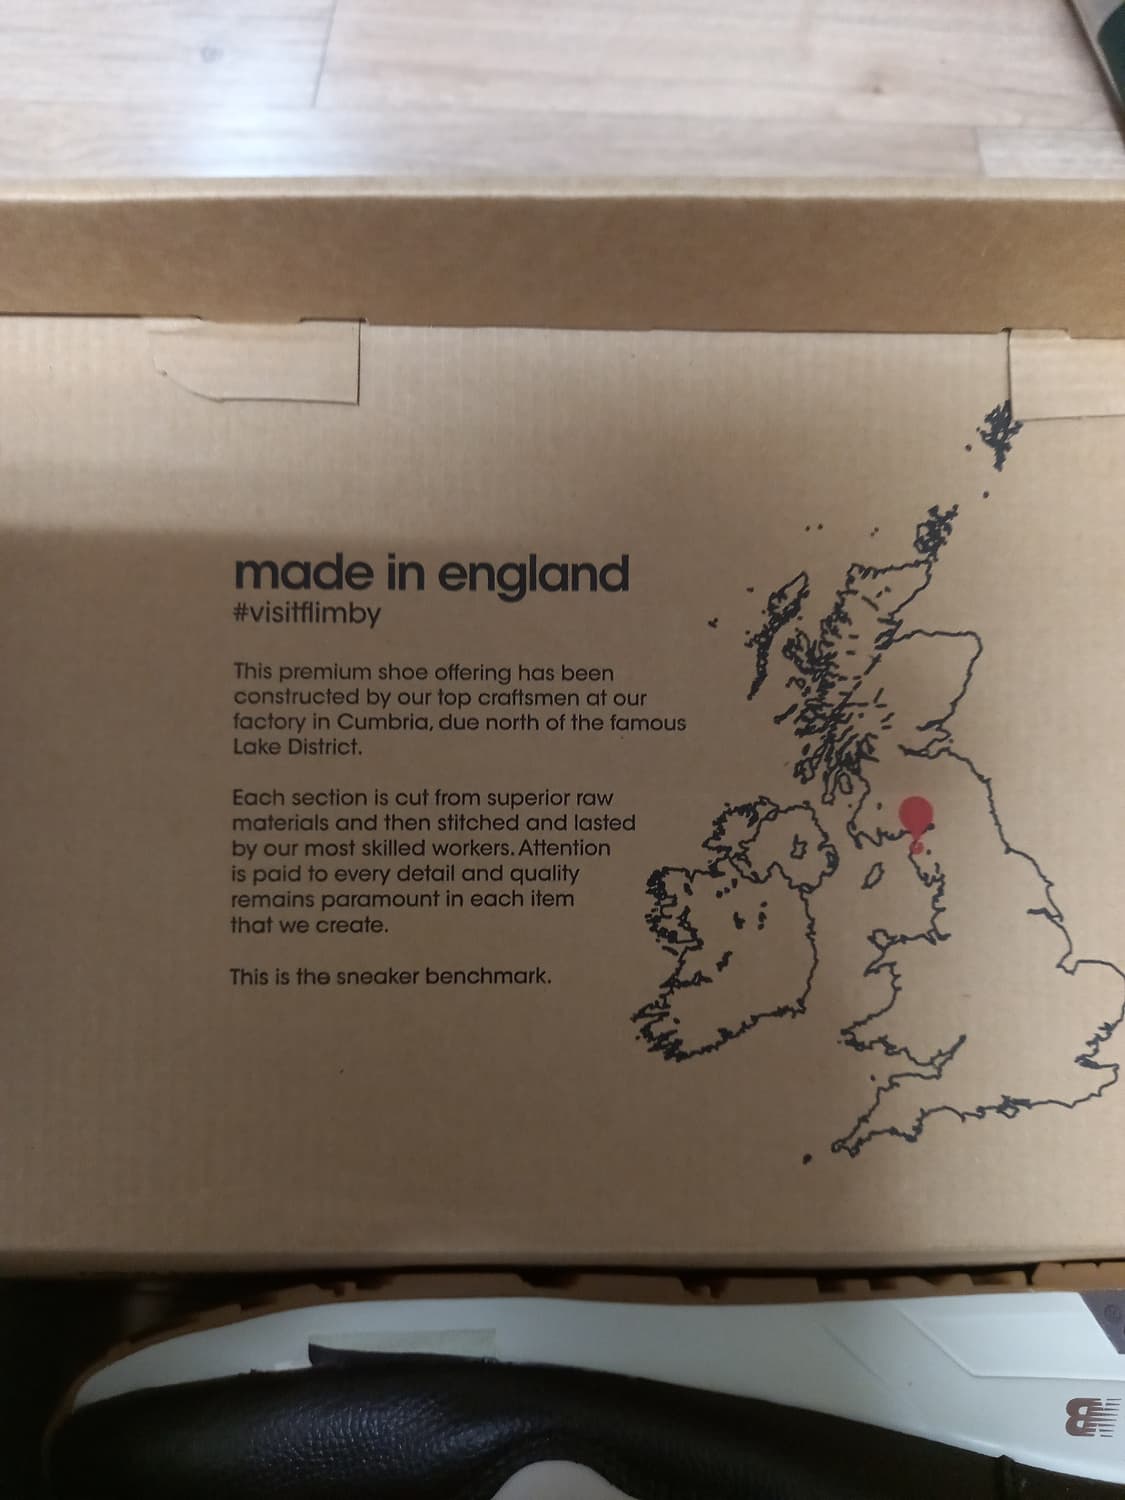 made in england
#visitflimby
This premium shoe offering has been
constructed by our top craftsmen at our
factory in Cumbria, due north of the famous
Lake District.
Each section is cut from superior raw
materials and then stitched and lasted
by our most skilled workers. Attention
is paid to every detail and quality
remains paramount in each item
that we create.
This is the sneaker benchmark.